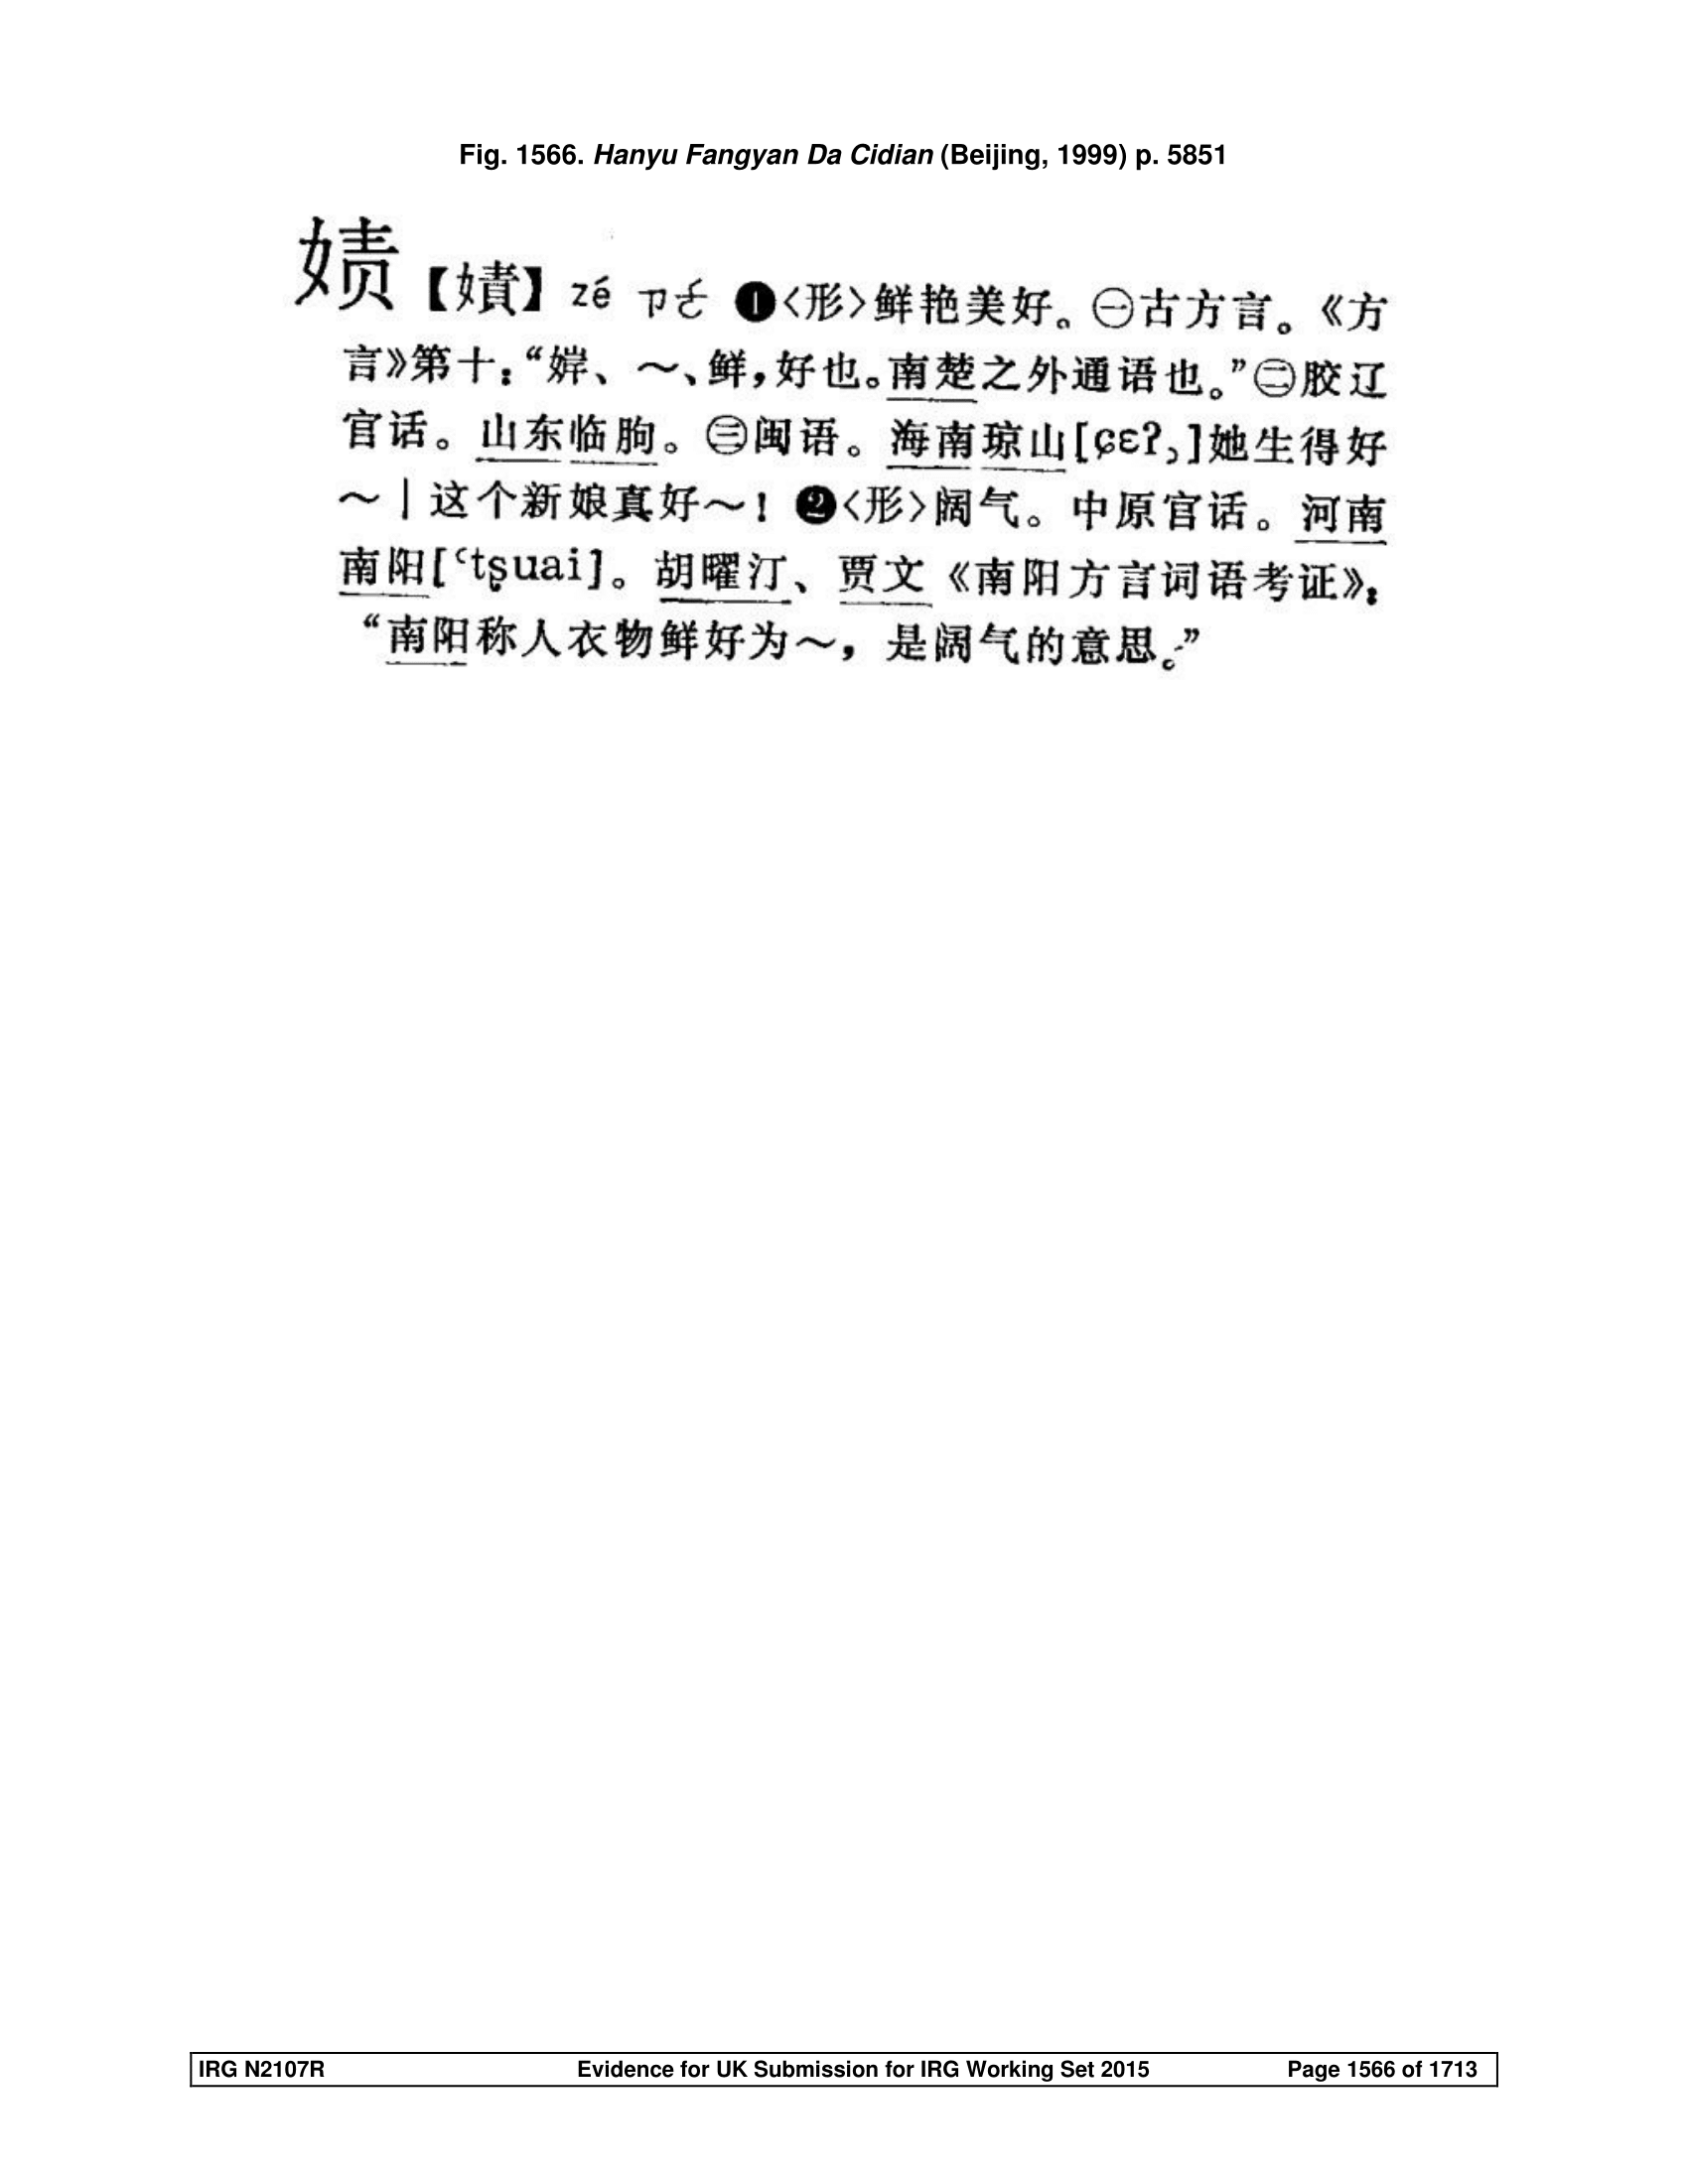 Fig. 1566. Hanyu Fangyan Da Cidian (Beijing, 1999) p. 5851
𫱻【嫧】zé ㄗㄜˊ ❶〈形〉鲜艳美好。㊀古方言。《方
言》第十：“婩、～、鲜，好也。南楚之外通语也。”㊁胶辽
官话。山东临朐。㊂闽语。海南琼山[ɕɛʔ˒]她生得好
～｜这个新娘真好～！❷〈形〉阔气。中原官话。河南
南阳[ʿtʂuai]。胡曜汀、贾文《南阳方言词语考证》：
“南阳称人衣物鲜好为～，是阔气的意思。”
IRG N2107R Evidence for UK Submission for IRG Working Set 2015 Page 1566 of 1713